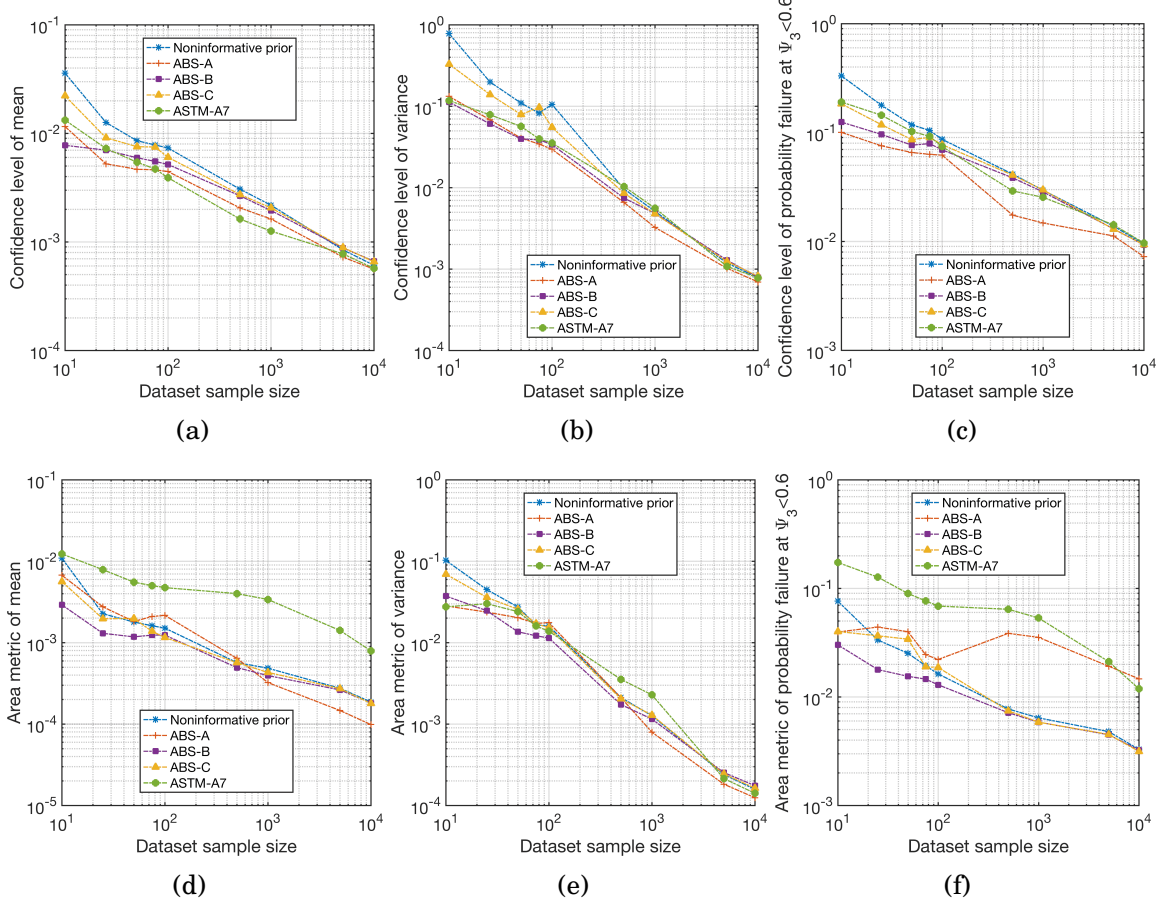 Confidence level of mean
10^-1
10^-2
10^-3
10^-4
10^1
10^2
10^3
10^4
Dataset sample size
Noninformative prior
ABS-A
ABS-B
ABS-C
ASTM-A7
(a)
Confidence level of variance
10^0
10^-1
10^-2
10^-3
10^-4
10^1
10^2
10^3
10^4
Dataset sample size
Noninformative prior
ABS-A
ABS-B
ABS-C
ASTM-A7
(b)
Confidence level of probability failure at Ψ_3<0.6
10^0
10^-1
10^-2
10^-3
10^1
10^2
10^3
10^4
Dataset sample size
Noninformative prior
ABS-A
ABS-B
ABS-C
ASTM-A7
(c)
Area metric of mean
10^-1
10^-2
10^-3
10^-4
10^-5
10^1
10^2
10^3
10^4
Dataset sample size
Noninformative prior
ABS-A
ABS-B
ABS-C
ASTM-A7
(d)
Area metric of variance
10^0
10^-1
10^-2
10^-3
10^-4
10^1
10^2
10^3
10^4
Dataset sample size
Noninformative prior
ABS-A
ABS-B
ABS-C
ASTM-A7
(e)
Area metric of probability failure at Ψ_3<0.6
10^0
10^-1
10^-2
10^-3
10^1
10^2
10^3
10^4
Dataset sample size
Noninformative prior
ABS-A
ABS-B
ABS-C
ASTM-A7
(f)